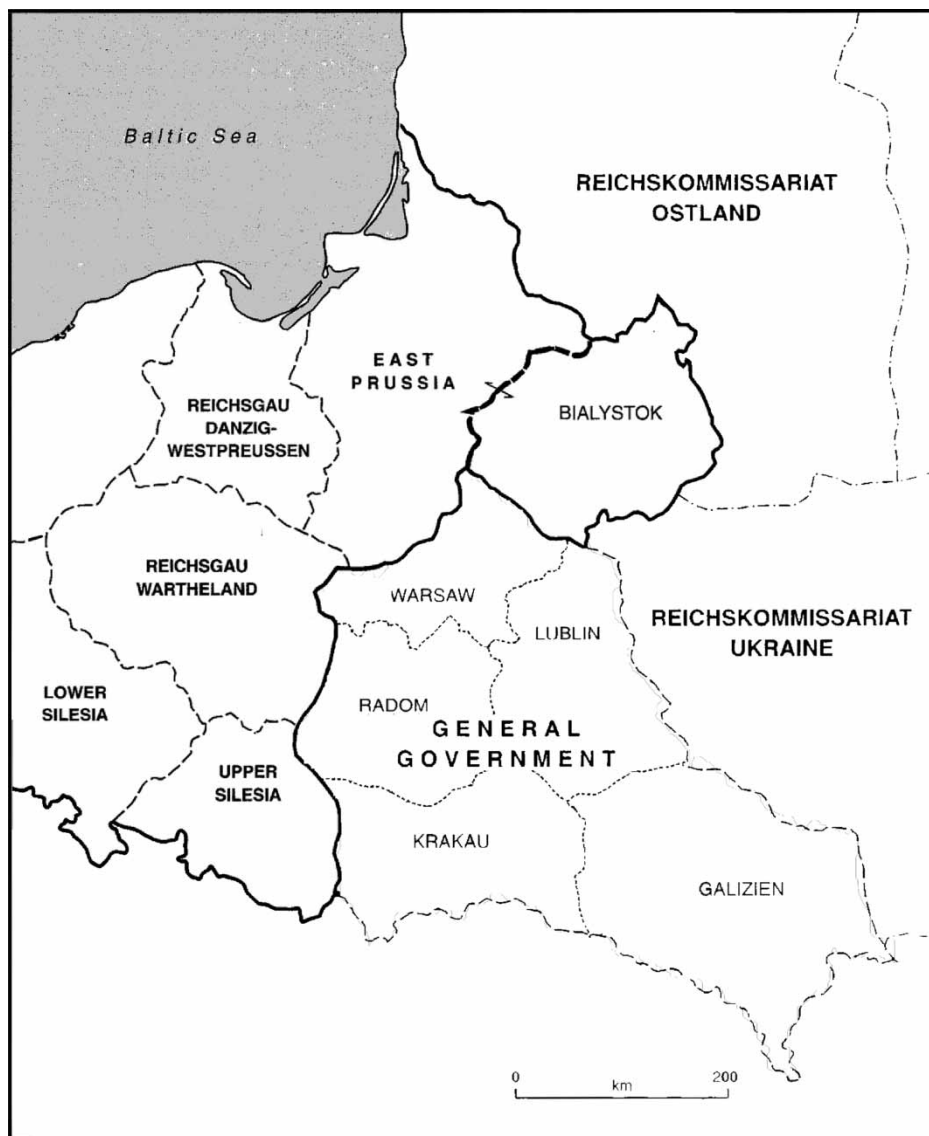 Baltic Sea
REICHSKOMMISSARIAT
OSTLAND
EAST
PRUSSIA
BIALYSTOK
REICHSGAU
DANZIG-
WESTPREUSSEN
REICHSGAU
WARTHELAND
WARSAW
LUBLIN
REICHSKOMMISSARIAT
UKRAINE
LOWER
SILESIA
RADOM
GENERAL
GOVERNMENT
UPPER
SILESIA
KRAKAU
GALIZIEN
0 200
km